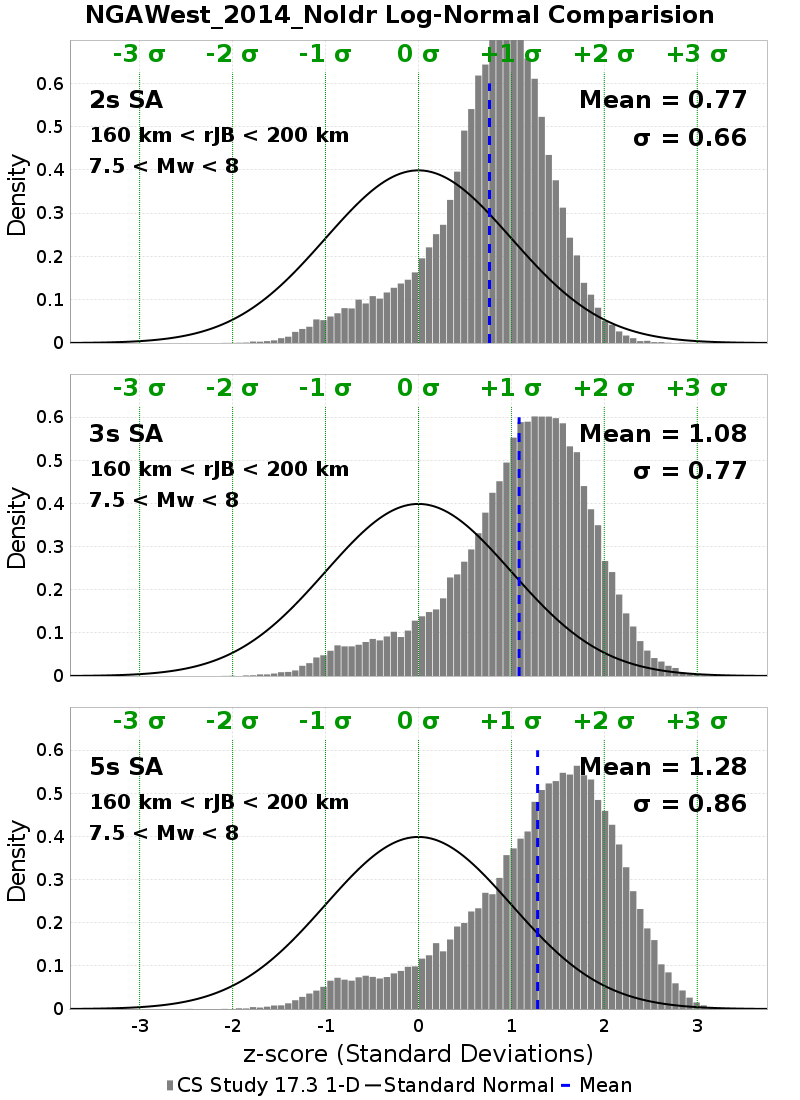 NGAWest_2014_NoIdr Log-Normal Comparision
-3 σ -2 σ -1 σ 0 σ +1 σ +2 σ +3 σ
2s SA
Mean = 0.77
160 km < rJB < 200 km
σ = 0.66
7.5 < Mw < 8
Density
0.6
0.5
0.4
0.3
0.2
0.1
0
-3 σ -2 σ -1 σ 0 σ +1 σ +2 σ +3 σ
3s SA
Mean = 1.08
160 km < rJB < 200 km
σ = 0.77
7.5 < Mw < 8
Density
0.6
0.5
0.4
0.3
0.2
0.1
0
-3 σ -2 σ -1 σ 0 σ +1 σ +2 σ +3 σ
5s SA
Mean = 1.28
160 km < rJB < 200 km
σ = 0.86
7.5 < Mw < 8
Density
0.6
0.5
0.4
0.3
0.2
0.1
0
-3 -2 -1 0 1 2 3
z-score (Standard Deviations)
CS Study 17.3 1-D Standard Normal Mean